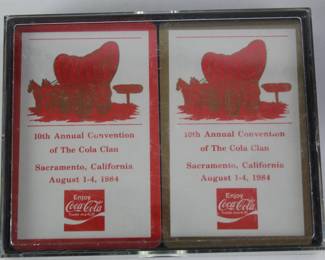 10th Annual Convention
of The Cola Clan
Sacramento, California
August 1-4, 1984
Enjoy
Coca-Cola
10th Annual Convention
of The Cola Clan
Sacramento, California
August 1-4, 1984
Enjoy
Coca-Cola